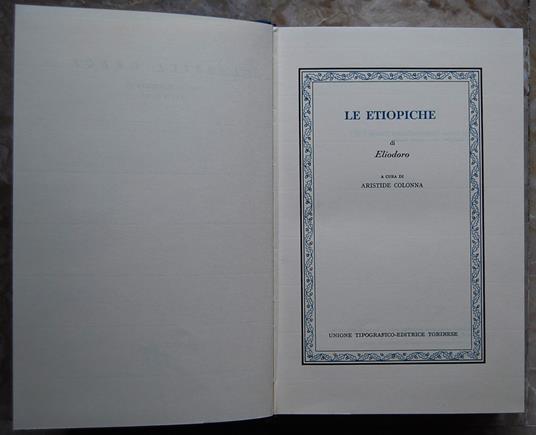 LE ETIOPICHE
di
Eliodoro
A CURA DI
ARISTIDE COLONNA
UNIONE TIPOGRAFICO-EDITRICE TORINESE